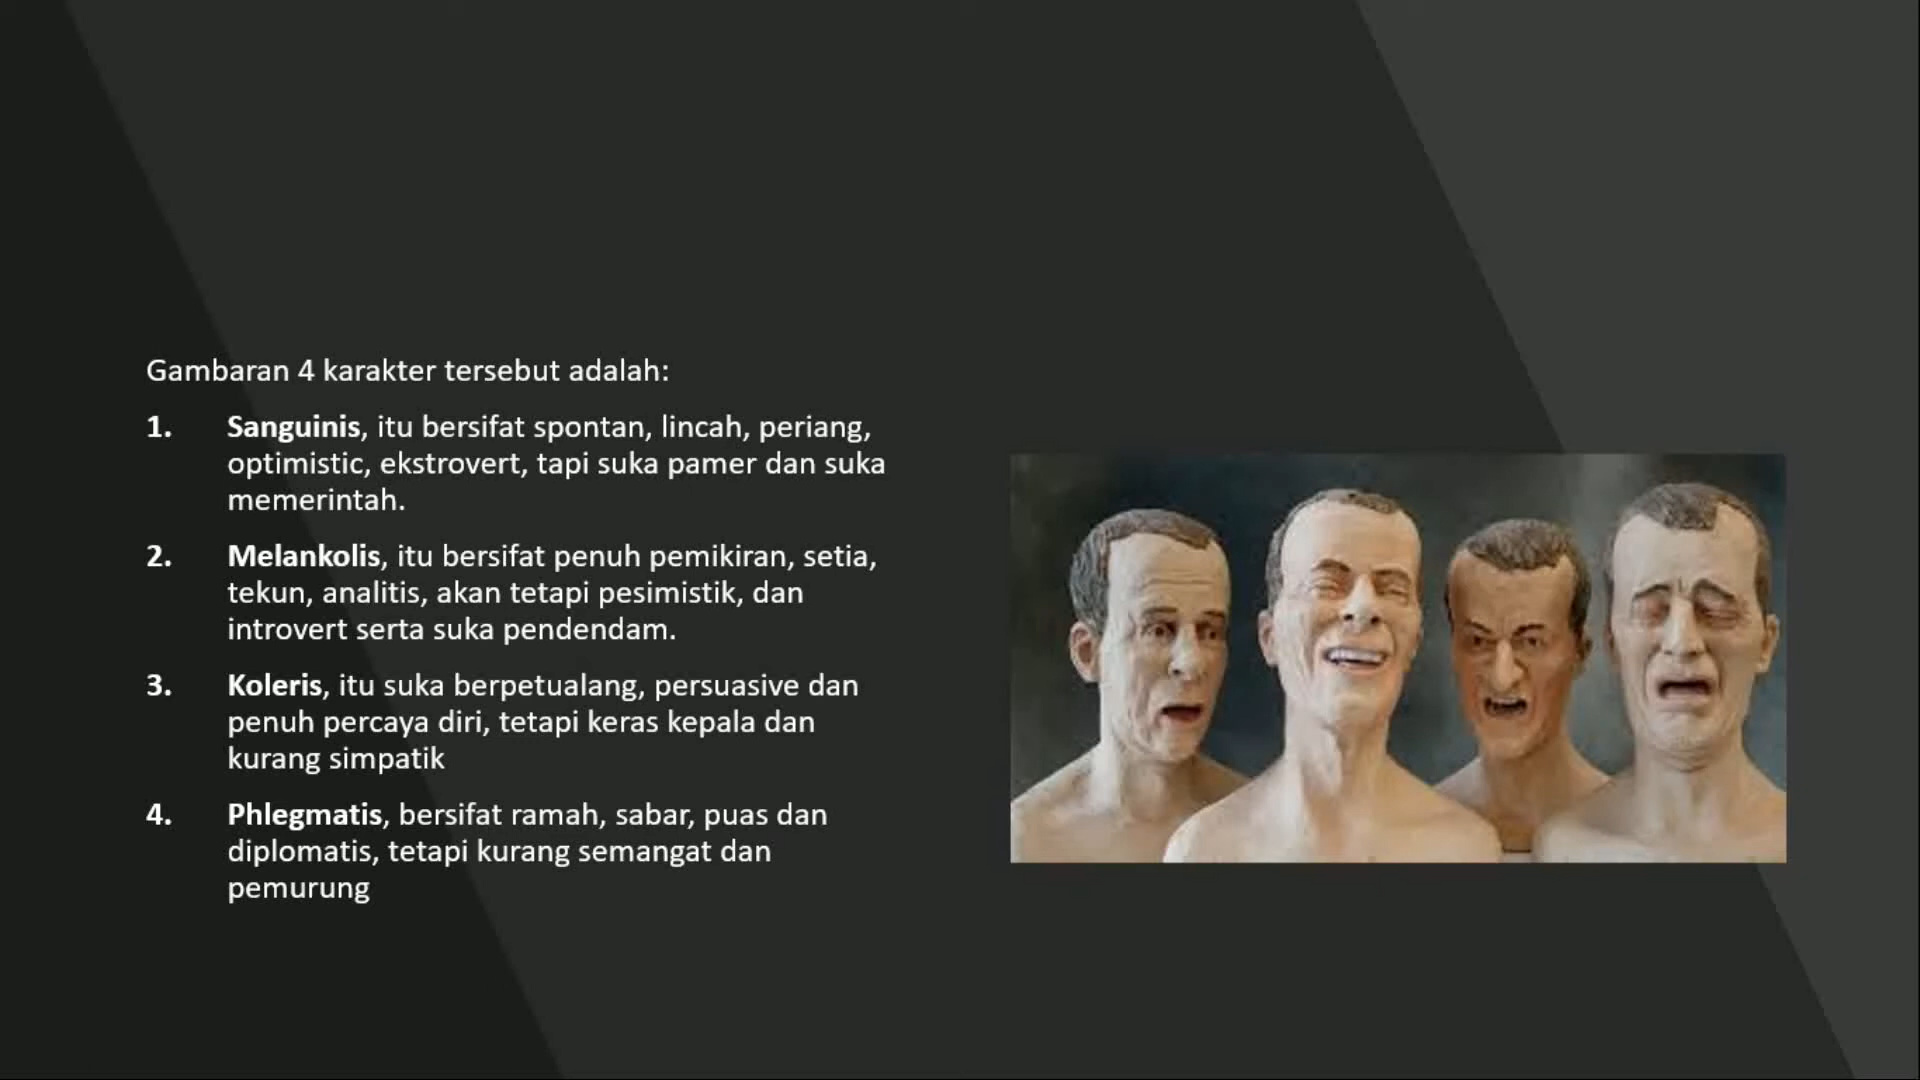 Gambaran 4 karakter tersebut adalah:
1. Sanguinis, itu bersifat spontan, lincah, periang,
optimistic, ekstrovert, tapi suka pamer dan suka
memerintah.
2. Melankolis, itu bersifat penuh pemikiran, setia,
tekun, analitis, akan tetapi pesimistik, dan
introvert serta suka pendendam.
3. Koleris, itu suka berpetualang, persuasive dan
penuh percaya diri, tetapi keras kepala dan
kurang simpatik
4. Phlegmatis, bersifat ramah, sabar, puas dan
diplomatis, tetapi kurang semangat dan
pemurung